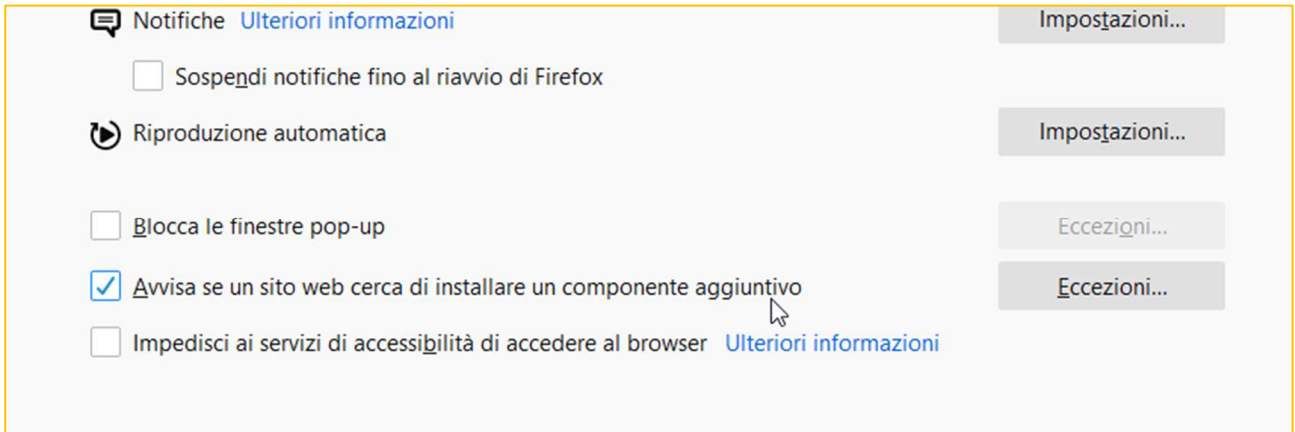 Notifiche Ulteriori informazioni Impostazioni...
Sospendi notifiche fino al riavvio di Firefox
Riproduzione automatica Impostazioni...
Blocca le finestre pop-up Eccezioni...
Avvisa se un sito web cerca di installare un componente aggiuntivo Eccezioni...
Impedisci ai servizi di accessibilità di accedere al browser Ulteriori informazioni